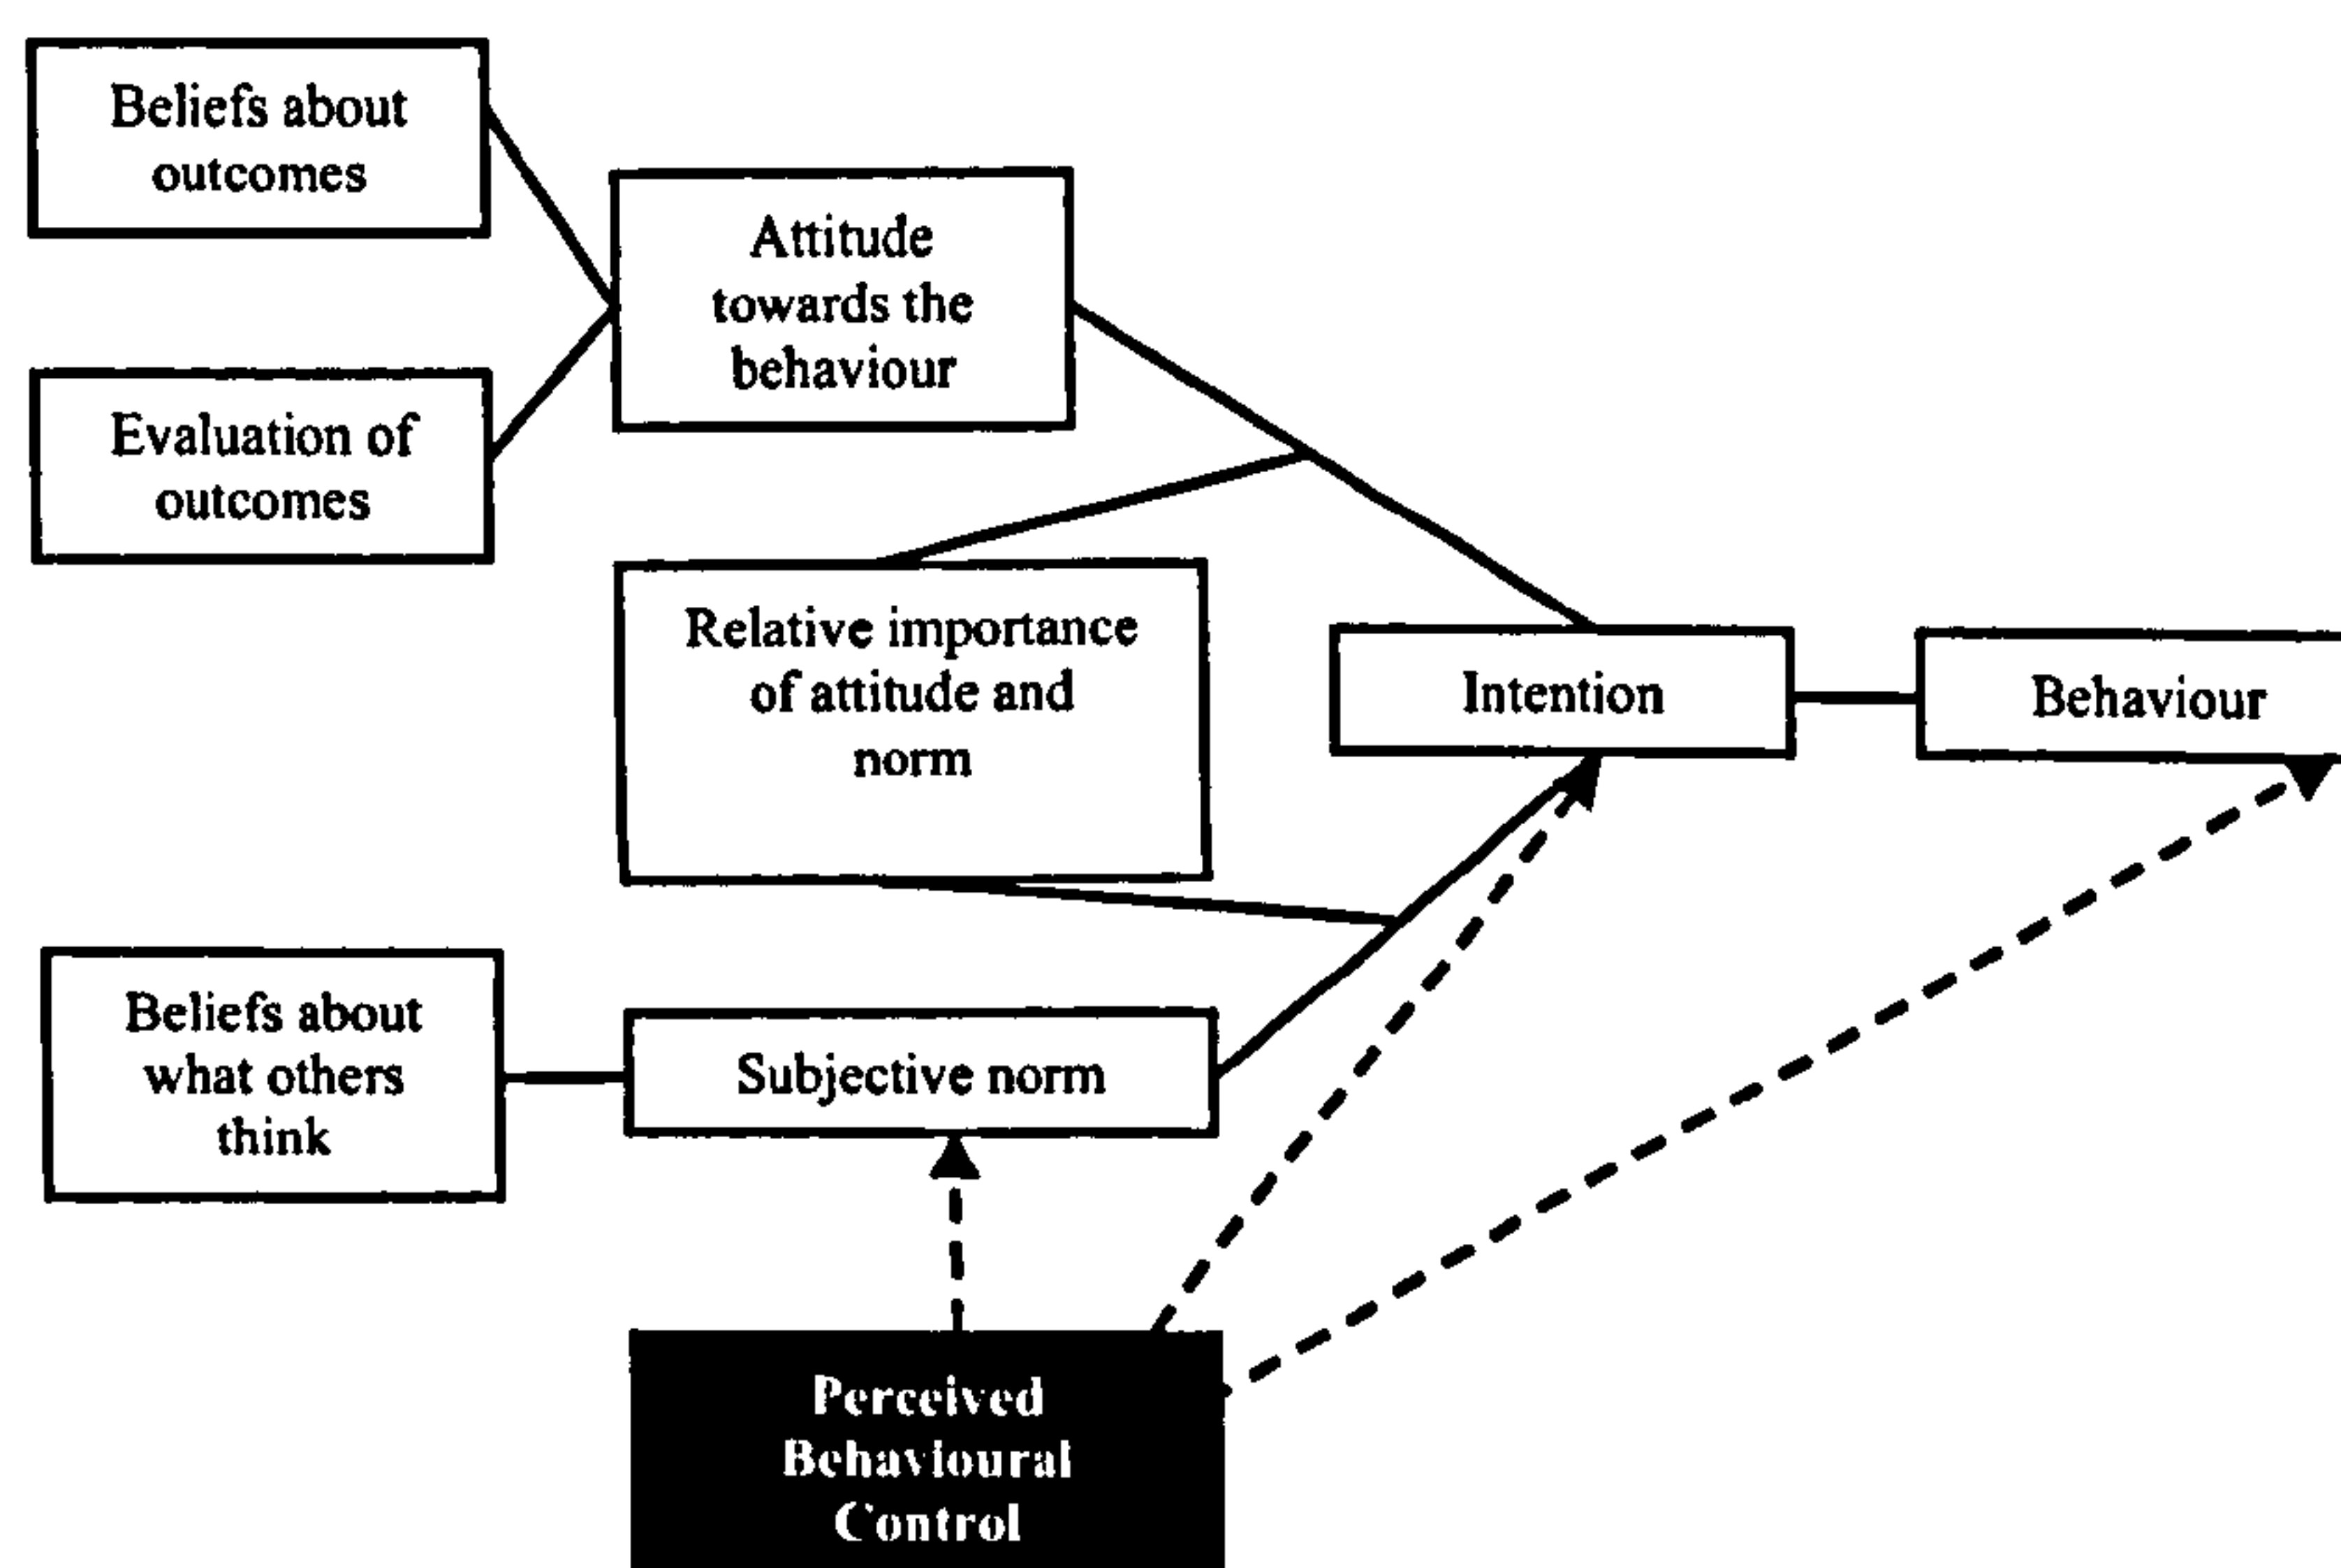 Beliefs about
outcomes
Attitude
towards the
behaviour
Evaluation of
outcomes
Relative importance
of attitude and
norm
Intention
Behaviour
Beliefs about
what others
think
Subjective norm
Perceived
Behavioural
Control